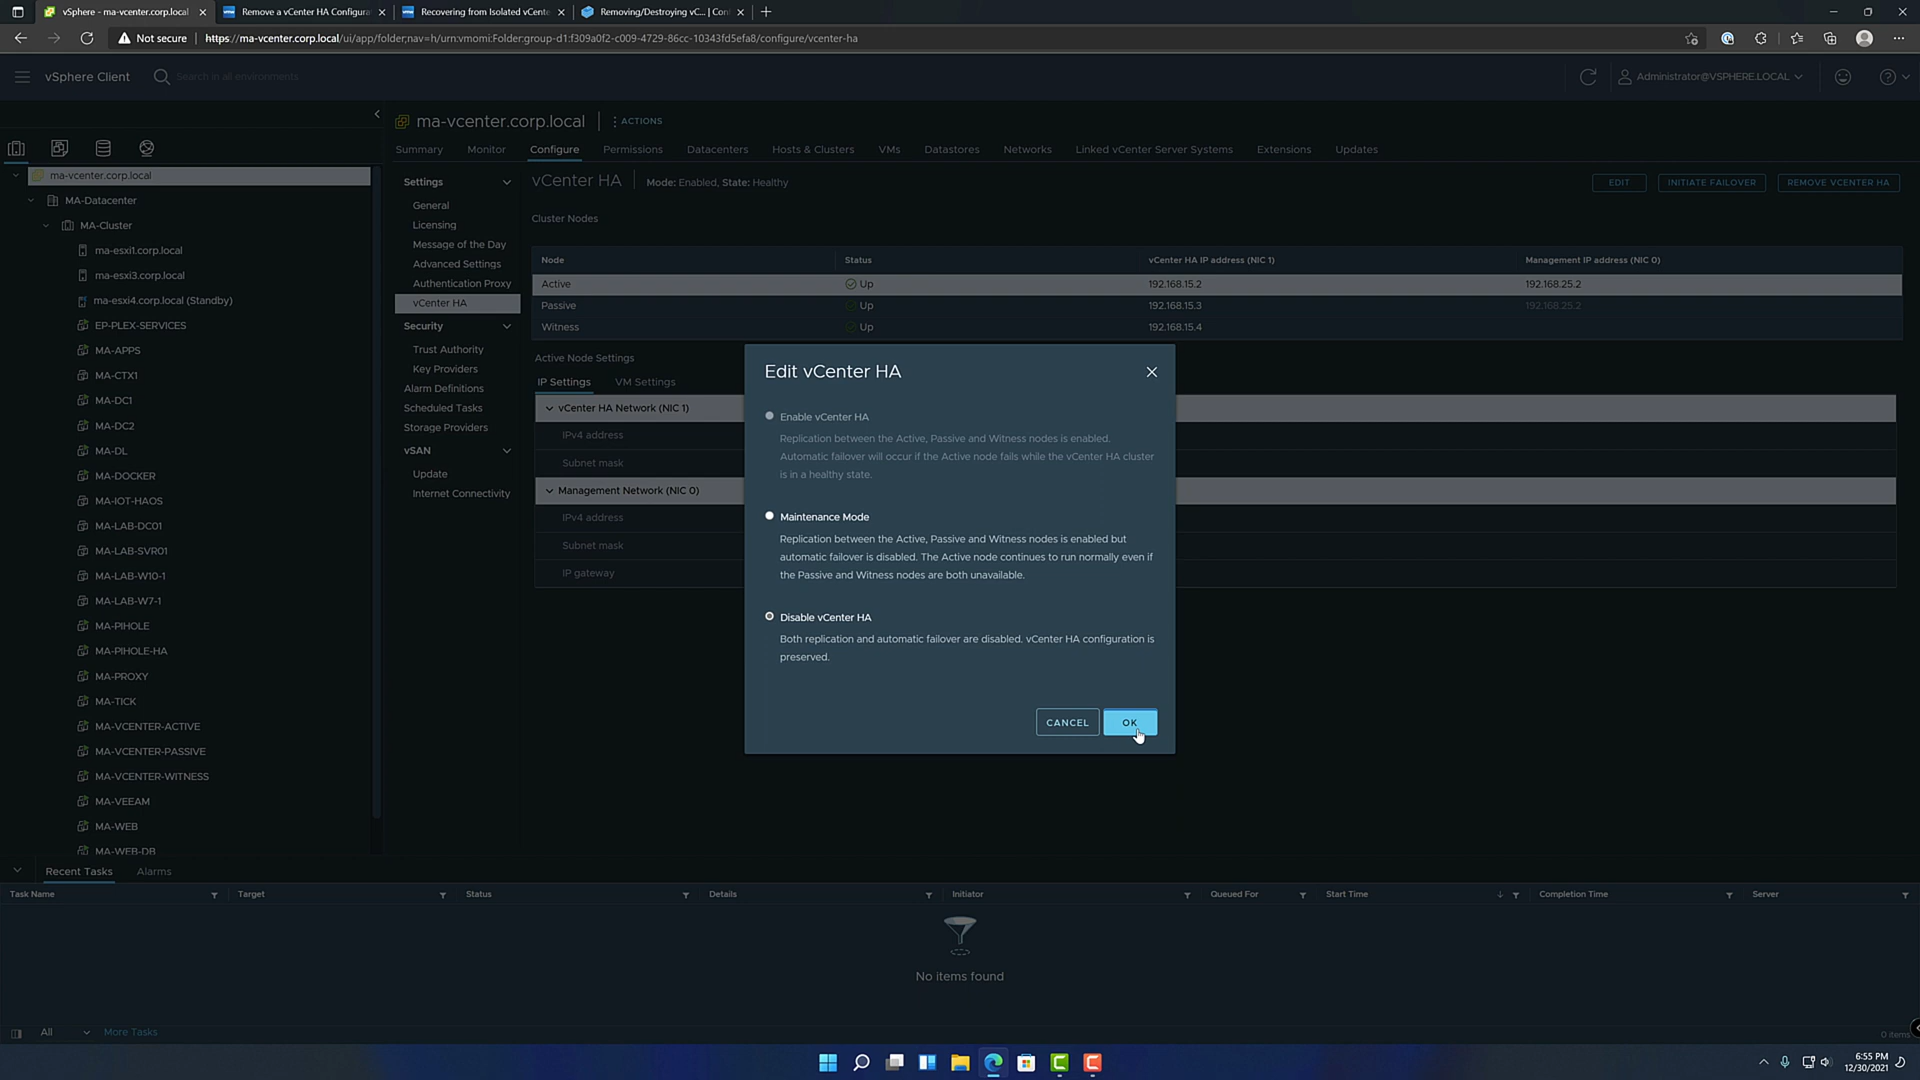 vSphere - ma-vcenter.corp.local
Remove a vCenter HA Configura
Recovering from Isolated vCente
Removing/Destroying vC... | Con
Not secure
https://ma-vcenter.corp.local/ui/app/folder;nav=h/urn:vmomi:Folder:group-d1:f309a0f2-c009-4729-86cc-10343fd5efa8/configure/vcenter-ha
vSphere Client
Search in all environments
Administrator@VSPHERE.LOCAL
ma-vcenter.corp.local
ACTIONS
Summary
Monitor
Configure
Permissions
Datacenters
Hosts & Clusters
VMs
Datastores
Networks
Linked vCenter Server Systems
Extensions
Updates
ma-vcenter.corp.local
MA-Datacenter
MA-Cluster
ma-esxi1.corp.local
ma-esxi3.corp.local
ma-esxi4.corp.local (Standby)
EP-PLEX-SERVICES
MA-APPS
MA-CTX1
MA-DC1
MA-DC2
MA-DL
MA-DOCKER
MA-IOT-HAOS
MA-LAB-DC01
MA-LAB-SVR01
MA-LAB-W10-1
MA-LAB-W7-1
MA-PIHOLE
MA-PIHOLE-HA
MA-PROXY
MA-TICK
MA-VCENTER-ACTIVE
MA-VCENTER-PASSIVE
MA-VCENTER-WITNESS
MA-VEEAM
MA-WEB
MA-WEB-DB
Settings
General
Licensing
Message of the Day
Advanced Settings
Authentication Proxy
vCenter HA
Security
Trust Authority
Key Providers
Alarm Definitions
Scheduled Tasks
Storage Providers
vSAN
Update
Internet Connectivity
vCenter HA
Mode: Enabled, State: Healthy
EDIT
INITIATE FAILOVER
REMOVE VCENTER HA
Cluster Nodes
Node Status vCenter HA IP address (NIC 1) Management IP address (NIC 0)
Active Up 192.168.15.2 192.168.25.2
Passive Up 192.168.15.3 192.168.25.2
Witness Up 192.168.15.4
Active Node Settings
IP Settings
VM Settings
vCenter HA Network (NIC 1)
IPv4 address
Subnet mask
Management Network (NIC 0)
IPv4 address
Subnet mask
IP gateway
Edit vCenter HA
Enable vCenter HA
Replication between the Active, Passive and Witness nodes is enabled.
Automatic failover will occur if the Active node fails while the vCenter HA cluster
is in a healthy state.
Maintenance Mode
Replication between the Active, Passive and Witness nodes is enabled but
automatic failover is disabled. The Active node continues to run normally even if
the Passive and Witness nodes are both unavailable.
Disable vCenter HA
Both replication and automatic failover are disabled. vCenter HA configuration is
preserved.
CANCEL
OK
Recent Tasks
Alarms
Task Name Target Status Details Initiator Queued For Start Time Completion Time Server
No items found
All
More Tasks
0 items
6:55 PM
12/30/2021